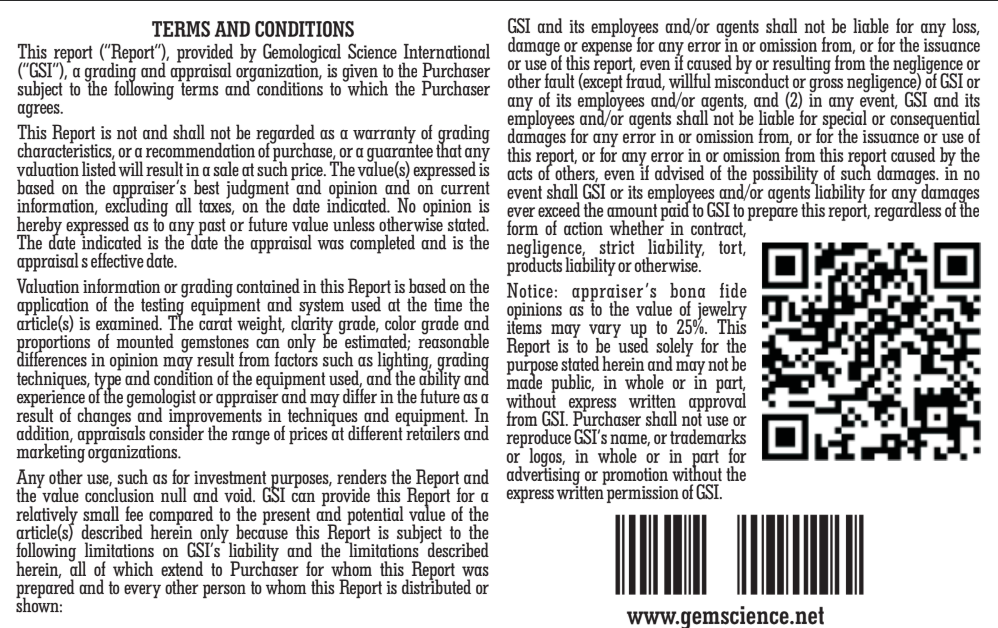 TERMS AND CONDITIONS
This report ("Report"), provided by Gemological Science International
("GSI"), a grading and appraisal organization, is given to the Purchaser
subject to the following terms and conditions to which the Purchaser
agrees.
This Report is not and shall not be regarded as a warranty of grading
characteristics, or a recommendation of purchase, or a guarantee that any
valuation listed will result in a sale at such price. The value(s) expressed is
based on the appraiser's best judgment and opinion and on current
information, excluding all taxes, on the date indicated. No opinion is
hereby expressed as to any past or future value unless otherwise stated.
The date indicated is the date the appraisal was completed and is the
appraisal s effective date.
Valuation information or grading contained in this Report is based on the
application of the testing equipment and system used at the time the
article(s) is examined. The carat weight, clarity grade, color grade and
proportions of mounted gemstones can only be estimated; reasonable
differences in opinion may result from factors such as lighting, grading
techniques, type and condition of the equipment used, and the ability and
experience of the gemologist or appraiser and may differ in the future as a
result of changes and improvements in techniques and equipment. In
addition, appraisals consider the range of prices at different retailers and
marketing organizations.
Any other use, such as for investment purposes, renders the Report and
the value conclusion null and void. GSI can provide this Report for a
relatively small fee compared to the present and potential value of the
article(s) described herein only because this Report is subject to the
following limitations on GSI's liability and the limitations described
herein, all of which extend to Purchaser for whom this Report was
prepared and to every other person to whom this Report is distributed or
shown:
GSI and its employees and/or agents shall not be liable for any loss,
damage or expense for any error in or omission from, or for the issuance
or use of this report, even if caused by or resulting from the negligence or
other fault (except fraud, willful misconduct or gross negligence) of GSI or
any of its employees and/or agents, and (2) in any event, GSI and its
employees and/or agents shall not be liable for special or consequential
damages for any error in or omission from, or for the issuance or use of
this report, or for any error in or omission from this report caused by the
acts of others, even if advised of the possibility of such damages. in no
event shall GSI or its employees and/or agents liability for any damages
ever exceed the amount paid to GSI to prepare this report, regardless of the
form of action whether in contract,
negligence, strict liability, tort,
products liability or otherwise.
Notice: appraiser's bona fide
opinions as to the value of jewelry
items may vary up to 25%. This
Report is to be used solely for the
purpose stated herein and may not be
made public, in whole or in part,
without express written approval
from GSI. Purchaser shall not use or
reproduce GSI's name, or trademarks
or logos, in whole or in part for
advertising or promotion without the
express written permission of GSI.
www.gemscience.net